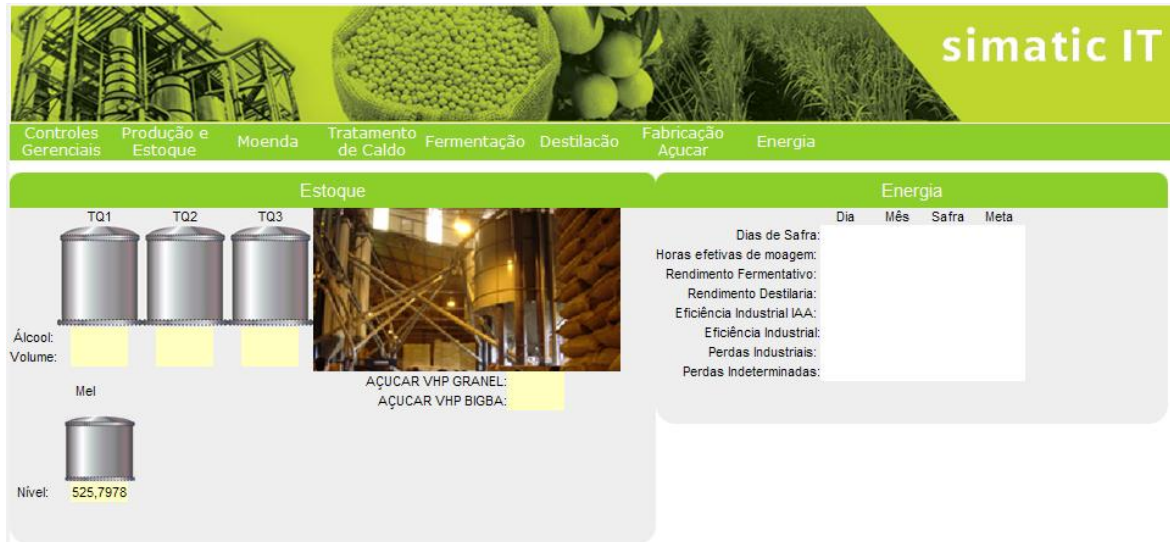 simatic IT
Controles Gerenciais
Produção e Estoque
Moenda
Tratamento de Caldo
Fermentação
Destilacão
Fabricação Açucar
Energia
Estoque
TQ1 TQ2 TQ3
Álcool:
Volume:
AÇUCAR VHP GRANEL:
AÇUCAR VHP BIGBA:
Mel
Nível: 525,7978
Energia
Dia Mês Safra Meta
Dias de Safra:
Horas efetivas de moagem:
Rendimento Fermentativo:
Rendimento Destilaria:
Eficiência Industrial IAA:
Eficiência Industrial:
Perdas Industriais:
Perdas Indeterminadas: